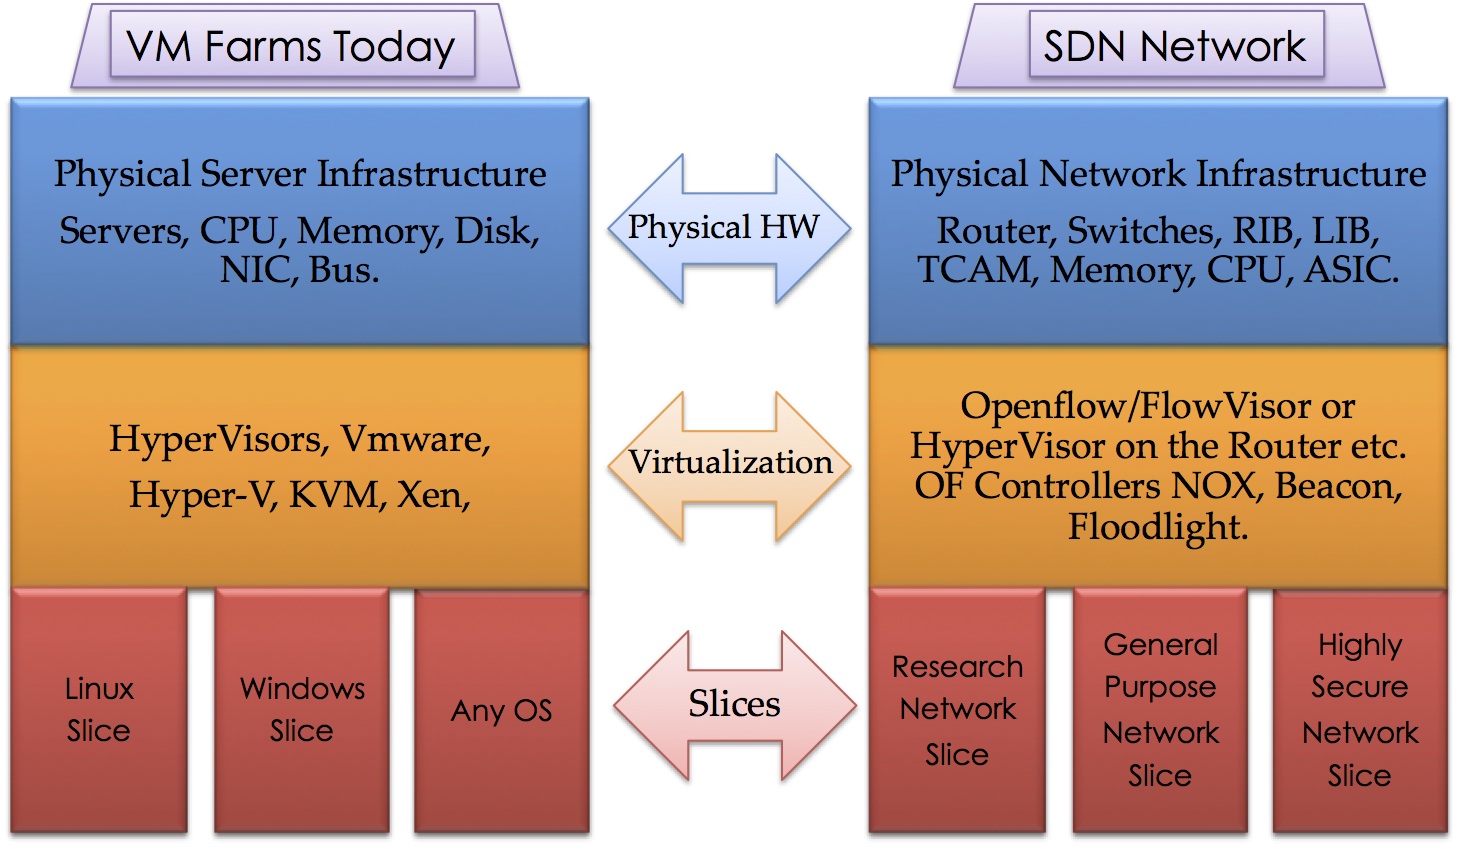 VM Farms Today
SDN Network
Physical Server Infrastructure
Servers, CPU, Memory, Disk,
NIC, Bus.
Physical HW
Physical Network Infrastructure
Router, Switches, RIB, LIB,
TCAM, Memory, CPU, ASIC.
HyperVisors, Vmware,
Hyper-V, KVM, Xen,
Virtualization
Openflow/FlowVisor or
HyperVisor on the Router etc.
OF Controllers NOX, Beacon,
Floodlight.
Linux
Slice
Windows
Slice
Any OS
Slices
Research
Network
Slice
General
Purpose
Network
Slice
Highly
Secure
Network
Slice